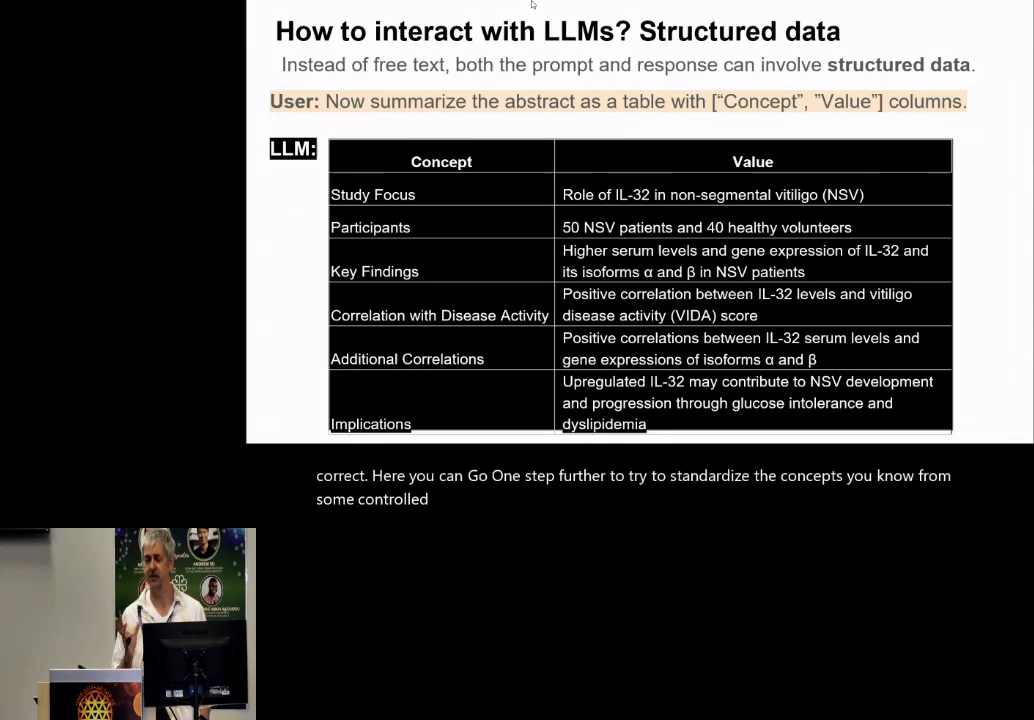 How to interact with LLMs? Structured data
Instead of free text, both the prompt and response can involve structured data.
User: Now summarize the abstract as a table with [“Concept”, ”Value”] columns.
LLM:
Concept
Value
Study Focus
Role of IL-32 in non-segmental vitiligo (NSV)
Participants
50 NSV patients and 40 healthy volunteers
Key Findings
Higher serum levels and gene expression of IL-32 and
its isoforms α and β in NSV patients
Correlation with Disease Activity
Positive correlation between IL-32 levels and vitiligo
disease activity (VIDA) score
Additional Correlations
Positive correlations between IL-32 serum levels and
gene expressions of isoforms α and β
Implications
Upregulated IL-32 may contribute to NSV development
and progression through glucose intolerance and
dyslipidemia
correct. Here you can Go One step further to try to standardize the concepts you know from
some controlled
ANDREW SU